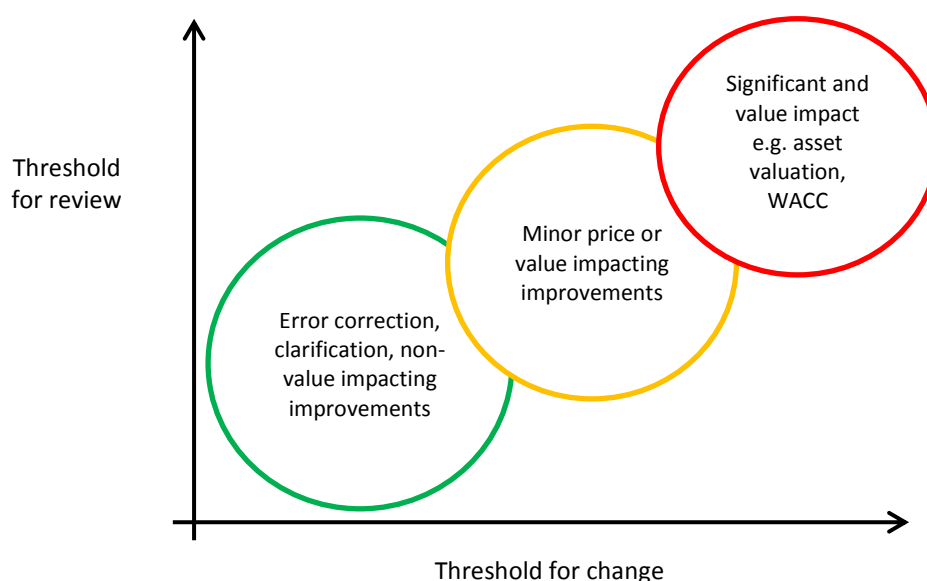 Threshold
for review
Significant and
value impact
e.g. asset
valuation,
WACC
Minor price or
value impacting
improvements
Error correction,
clarification, non-
value impacting
improvements
Threshold for change